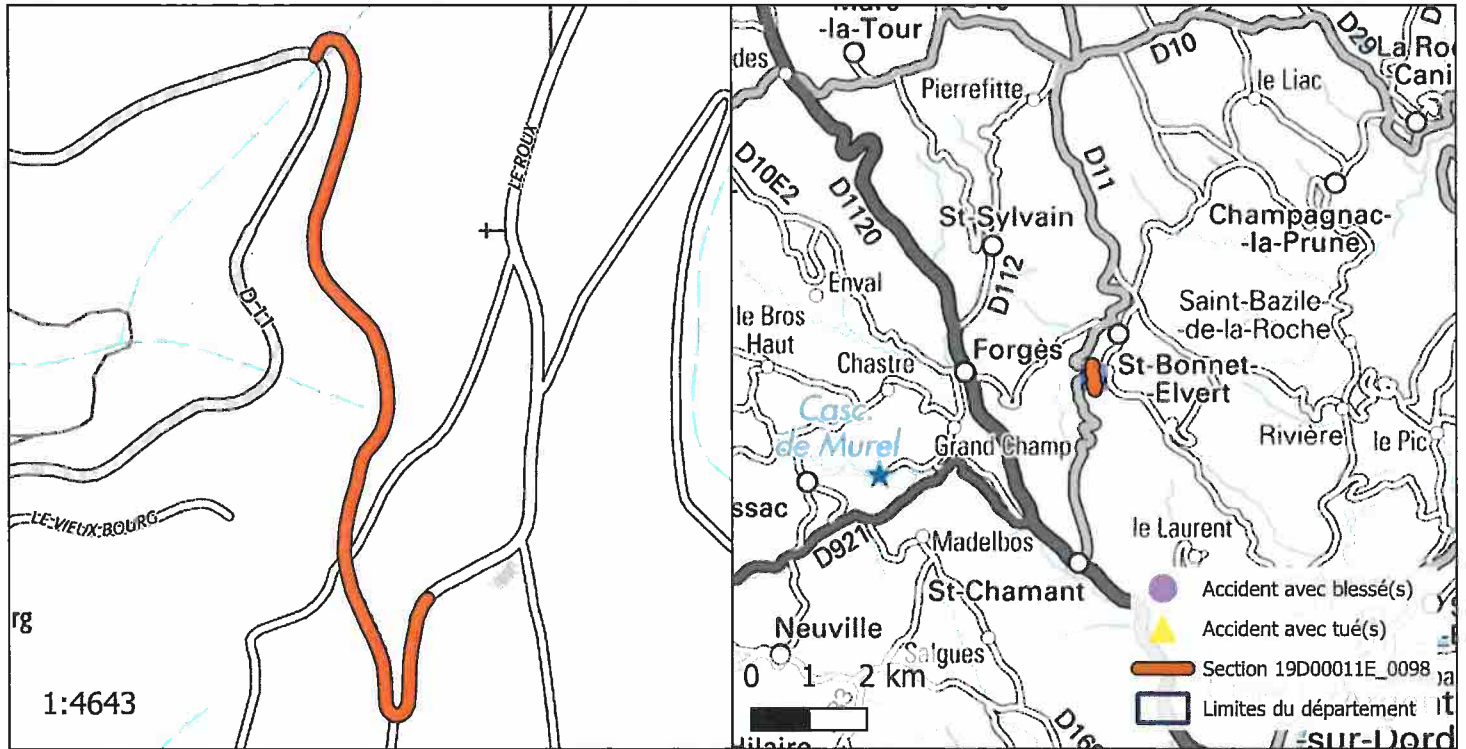 LE ROUX
D 11
LE VIEUX BOURG
rg
1:4643
-la-Tour
D10
D29
La Ro
Cani
des
Pierrefitte
le Liac
D10E2
D1120
D11
St-Sylvain
Champagnac-
-la-Prune
D112
Enval
Saint-Bazile-
-de-la-Roche
le Bros
Haut
Chastre
Forgès
St-Bonnet-
-Elvert
Casc.
de Murel
Grand Champ
Rivière
le Pic
ssac
D921
Madelbos
le Laurent
St-Chamant
Neuville
Salgues
0 1 2 km
Accident avec blessé(s)
Accident avec tué(s)
Section 19D00011E_0098
Limites du département
-sur-Dord